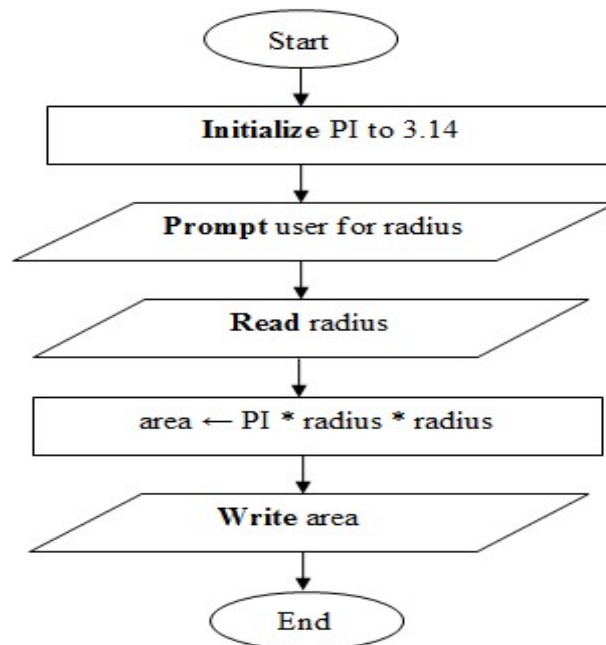 Start
Initialize PI to 3.14
Prompt user for radius
Read radius
area ← PI * radius * radius
Write area
End